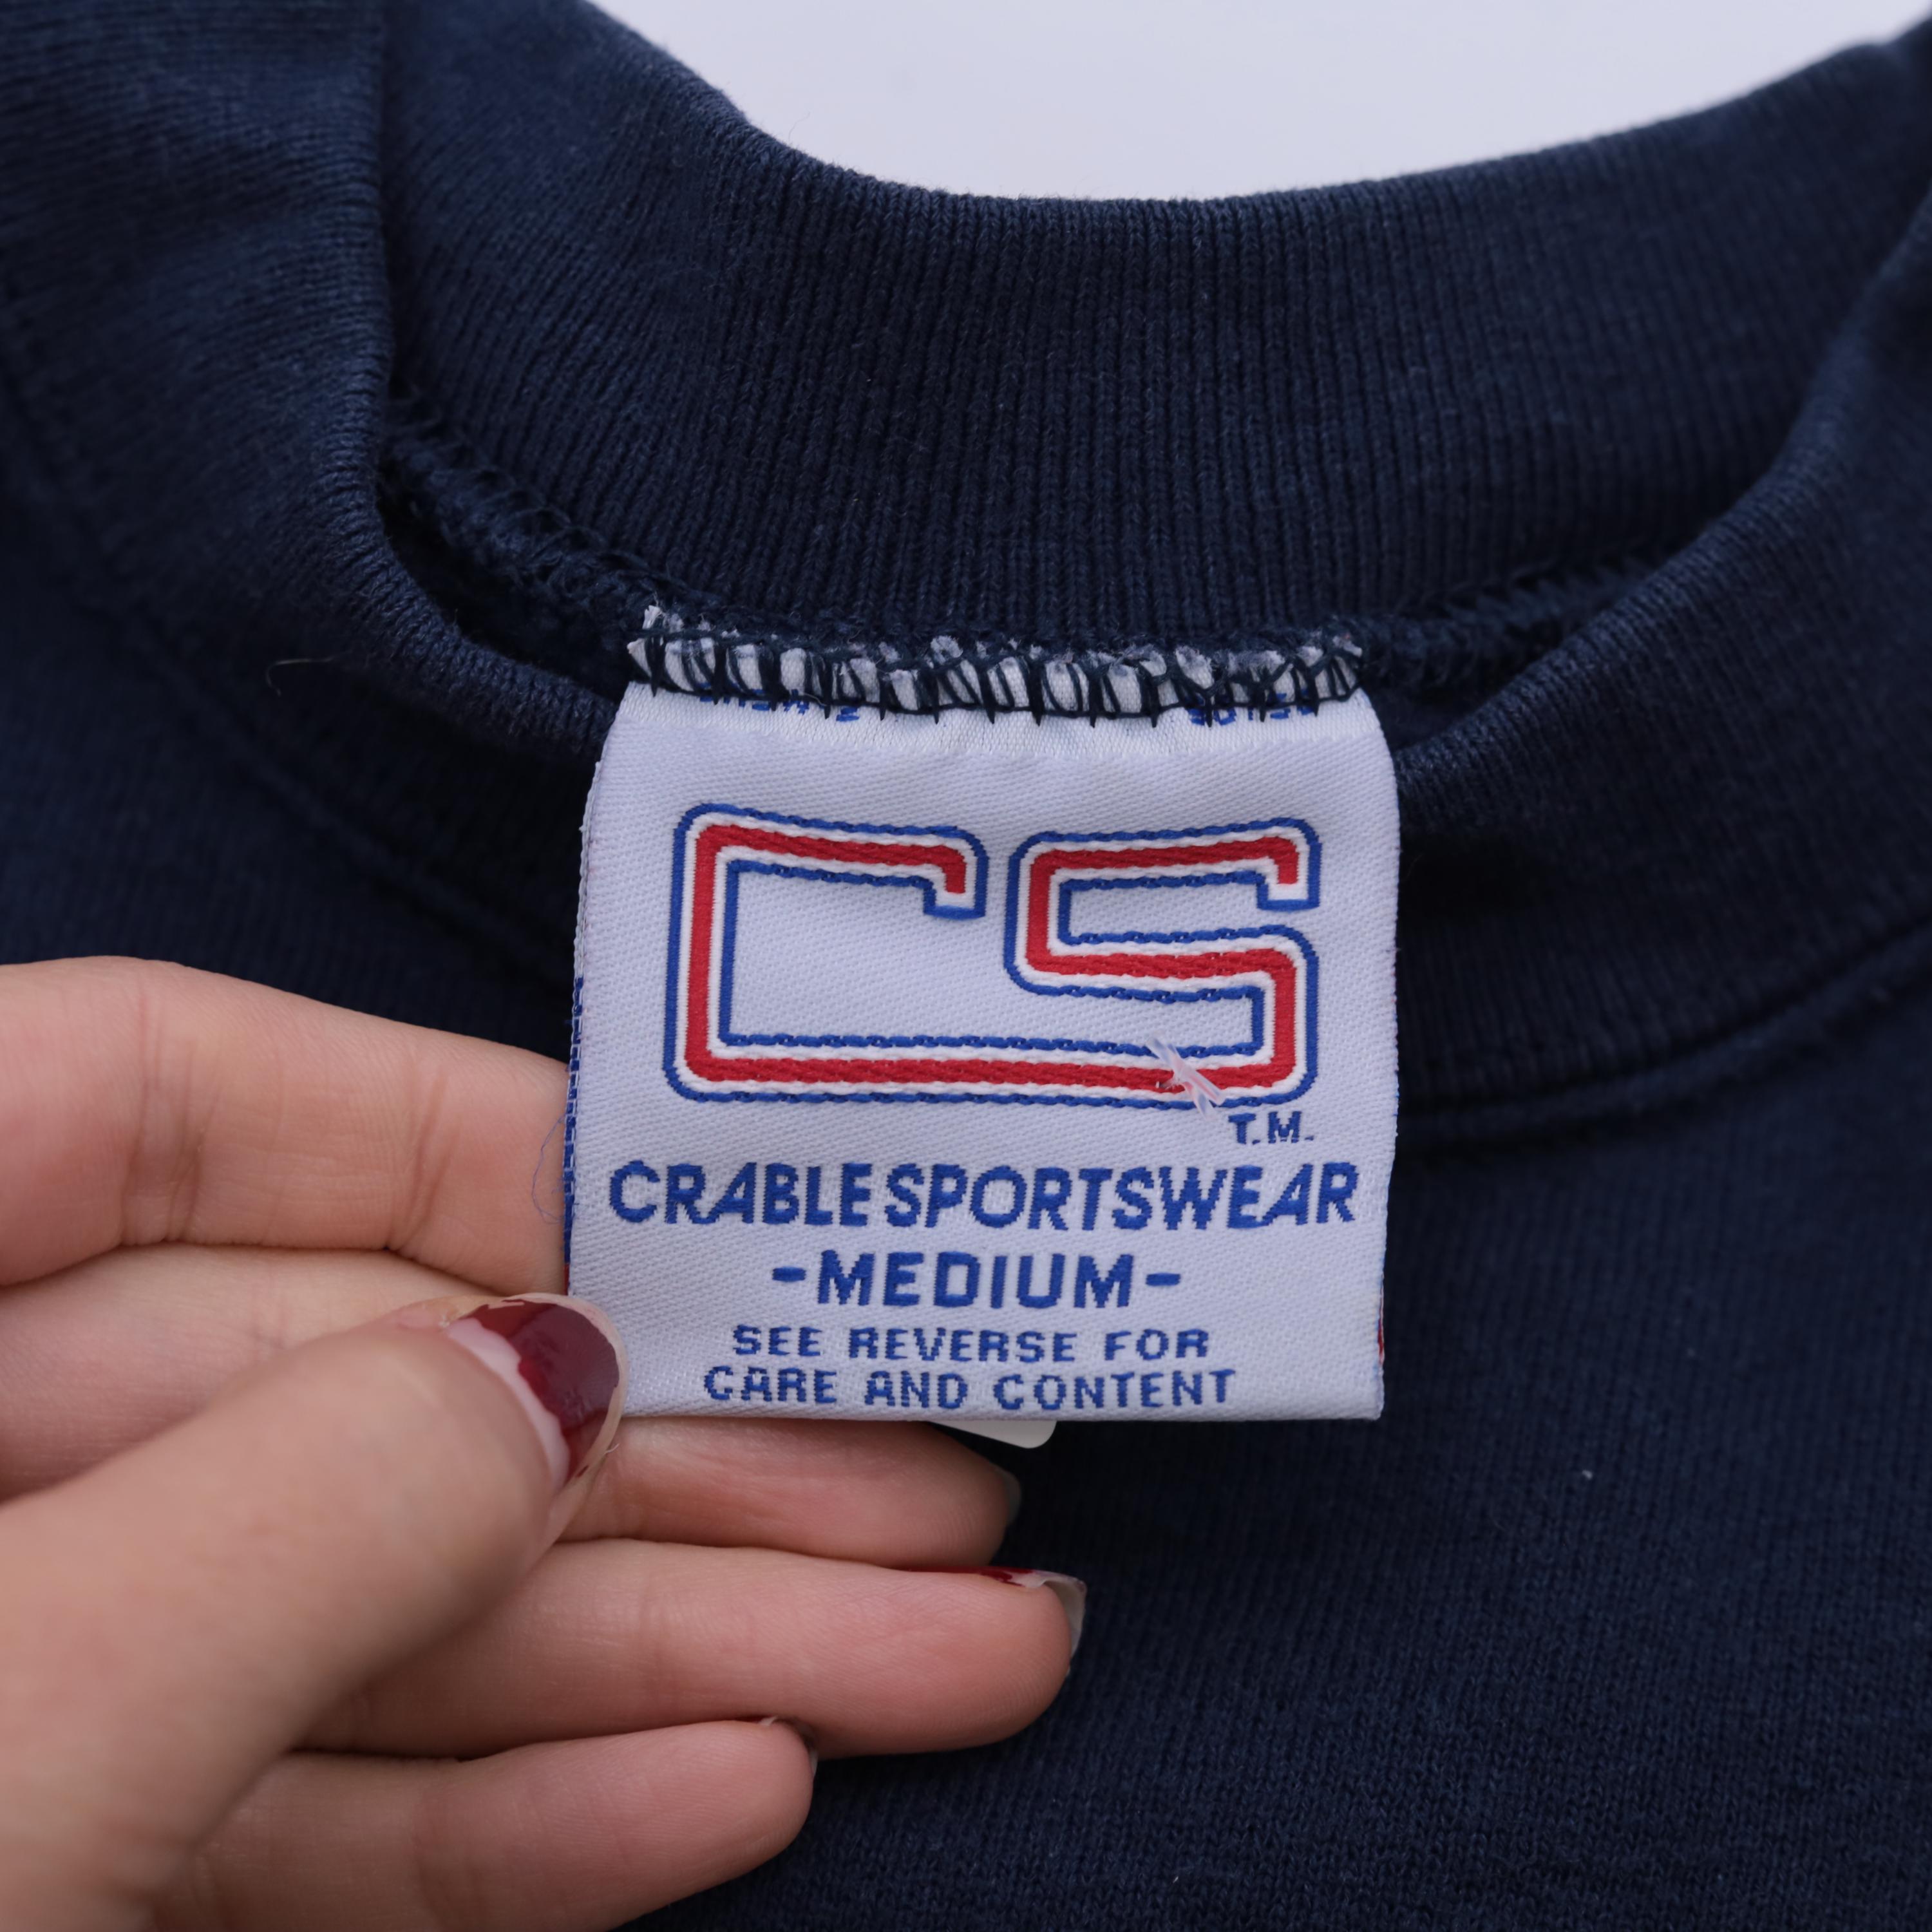 CS
T.M.
CRABLE SPORTSWEAR
-MEDIUM-
SEE REVERSE FOR
CARE AND CONTENT